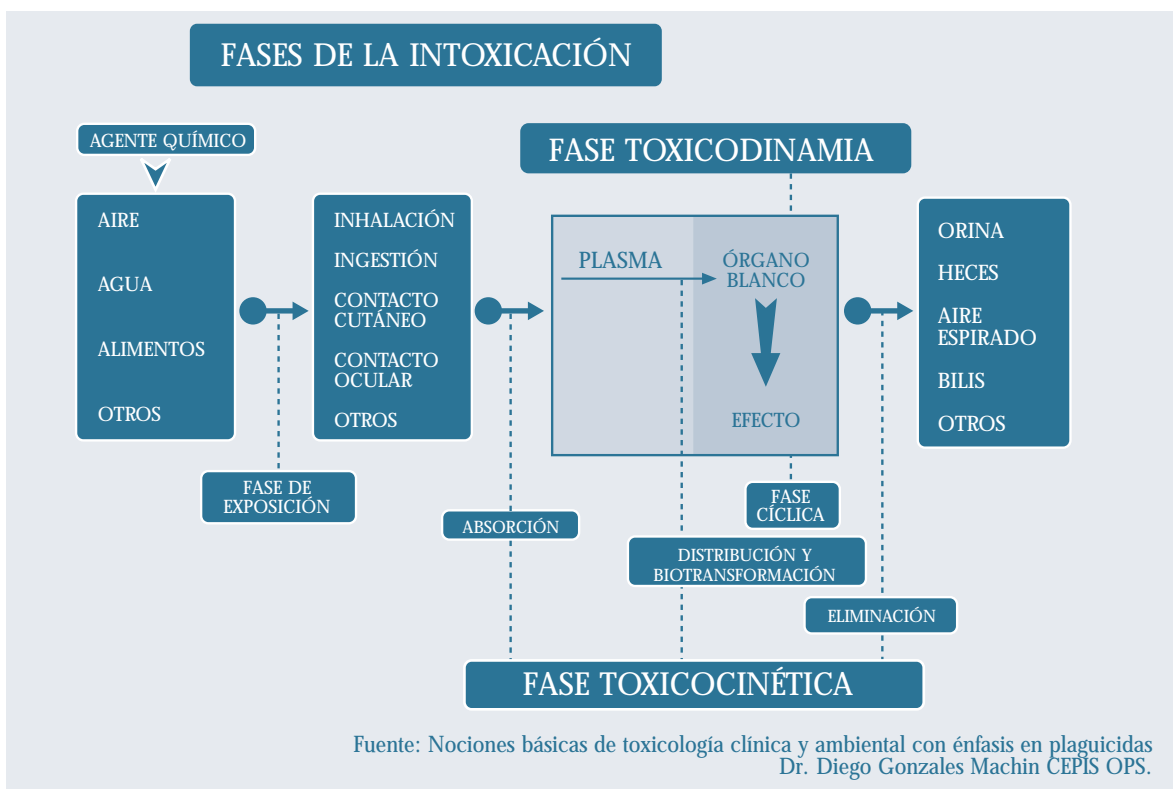 FASES DE LA INTOXICACIÓN
AGENTE QUÍMICO
AIRE
AGUA
ALIMENTOS
OTROS
FASE DE
EXPOSICIÓN
INHALACIÓN
INGESTIÓN
CONTACTO
CUTÁNEO
CONTACTO
OCULAR
OTROS
ABSORCIÓN
FASE TOXICODINAMIA
PLASMA
ÓRGANO
BLANCO
EFECTO
FASE
CÍCLICA
DISTRIBUCIÓN Y
BIOTRANSFORMACIÓN
ORINA
HECES
AIRE
ESPIRADO
BILIS
OTROS
ELIMINACIÓN
FASE TOXICOCINÉTICA
Fuente: Nociones básicas de toxicología clínica y ambiental con énfasis en plaguicidas
Dr. Diego Gonzales Machin CEPIS OPS.